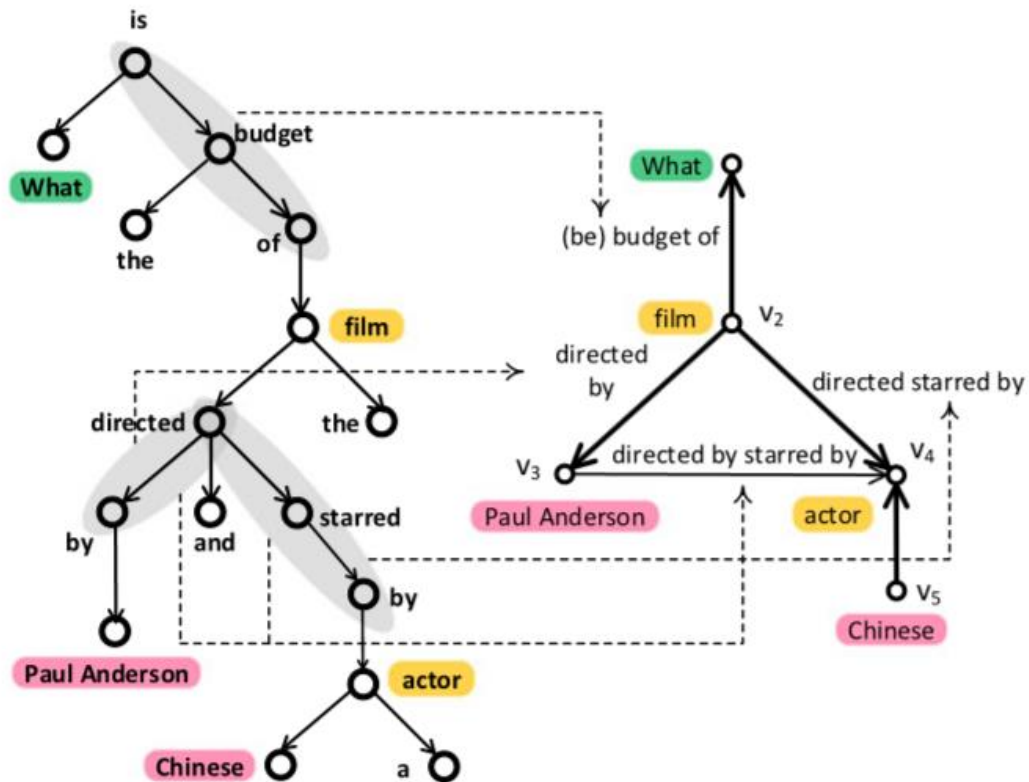 is
budget
What
the
of
film
directed
the
by
and
starred
by
Paul Anderson
actor
Chinese
a
What
(be) budget of
film
v2
directed
by
directed starred by
v3
directed by starred by
v4
Paul Anderson
actor
v5
Chinese